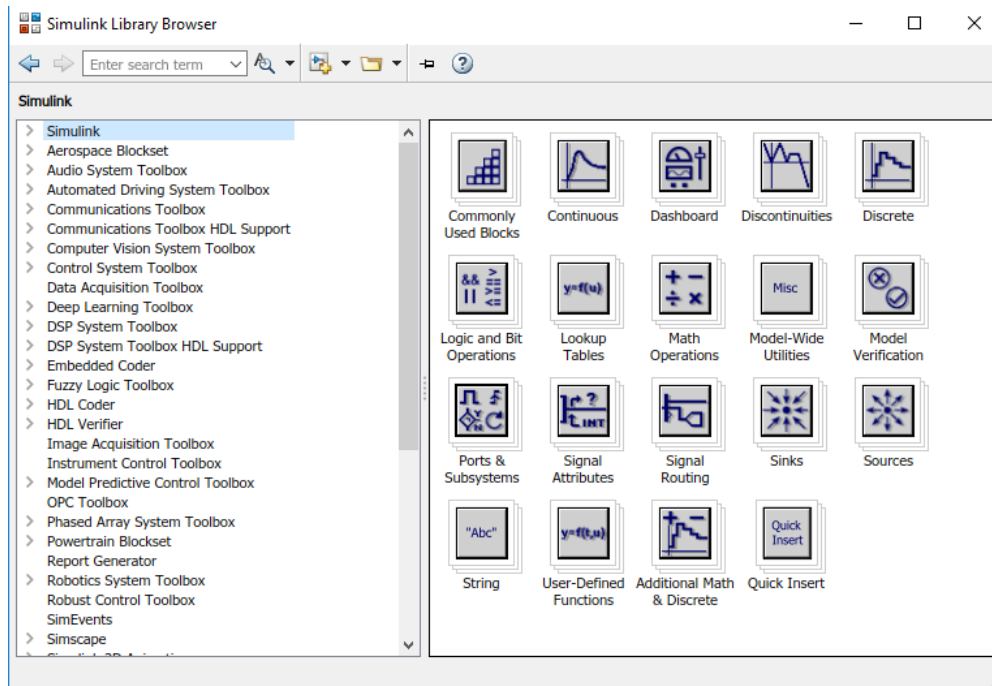 Simulink Library Browser
Enter search term
Simulink
Simulink
Aerospace Blockset
Audio System Toolbox
Automated Driving System Toolbox
Communications Toolbox
Communications Toolbox HDL Support
Computer Vision System Toolbox
Control System Toolbox
Data Acquisition Toolbox
Deep Learning Toolbox
DSP System Toolbox
DSP System Toolbox HDL Support
Embedded Coder
Fuzzy Logic Toolbox
HDL Coder
HDL Verifier
Image Acquisition Toolbox
Instrument Control Toolbox
Model Predictive Control Toolbox
OPC Toolbox
Phased Array System Toolbox
Powertrain Blockset
Report Generator
Robotics System Toolbox
Robust Control Toolbox
SimEvents
Simscape
Commonly
Used Blocks
Continuous
Dashboard
Discontinuities
Discrete
&& >
==
|| >=
<=
Logic and Bit
Operations
y=f(u)
Lookup
Tables
+ −
÷ ×
Math
Operations
Misc
Model-Wide
Utilities
Model
Verification
Y
N
Ports &
Subsystems
?
INT
Signal
Attributes
Signal
Routing
Sinks
Sources
"Abc"
String
y=f(t,u)
User-Defined
Functions
+ −
Additional Math
& Discrete
Quick
Insert
Quick Insert